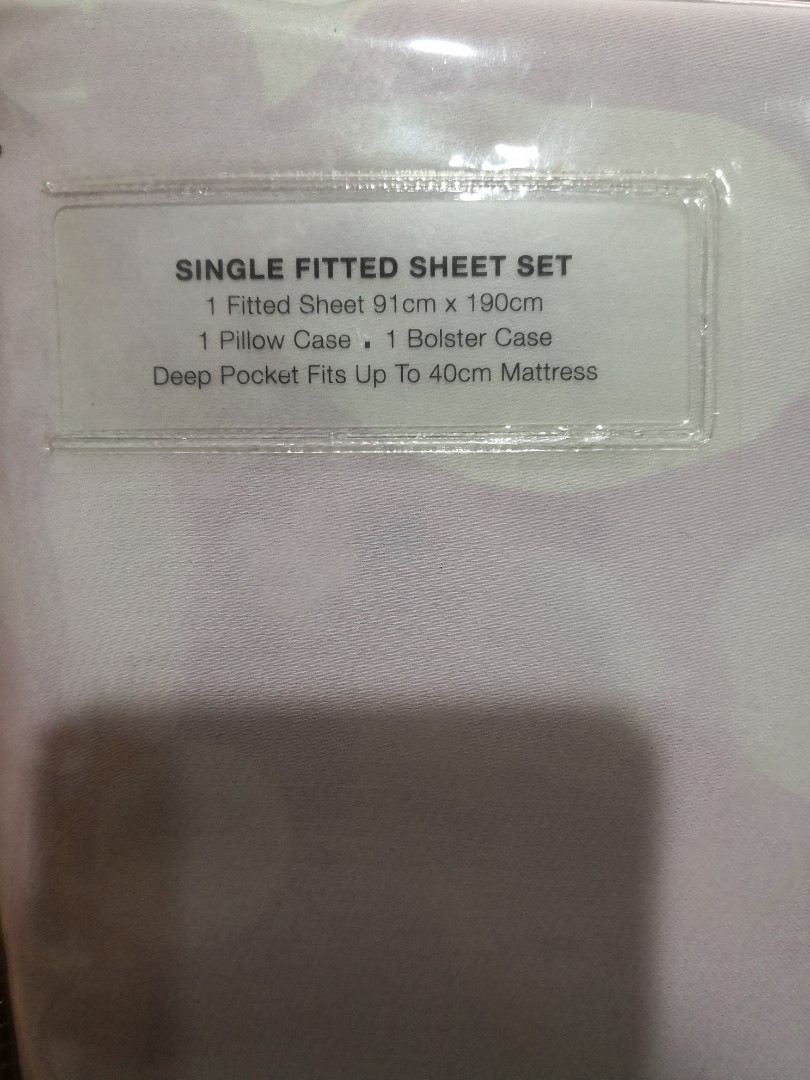 SINGLE FITTED SHEET SET
1 Fitted Sheet 91cm x 190cm
1 Pillow Case . 1 Bolster Case
Deep Pocket Fits Up To 40cm Mattress